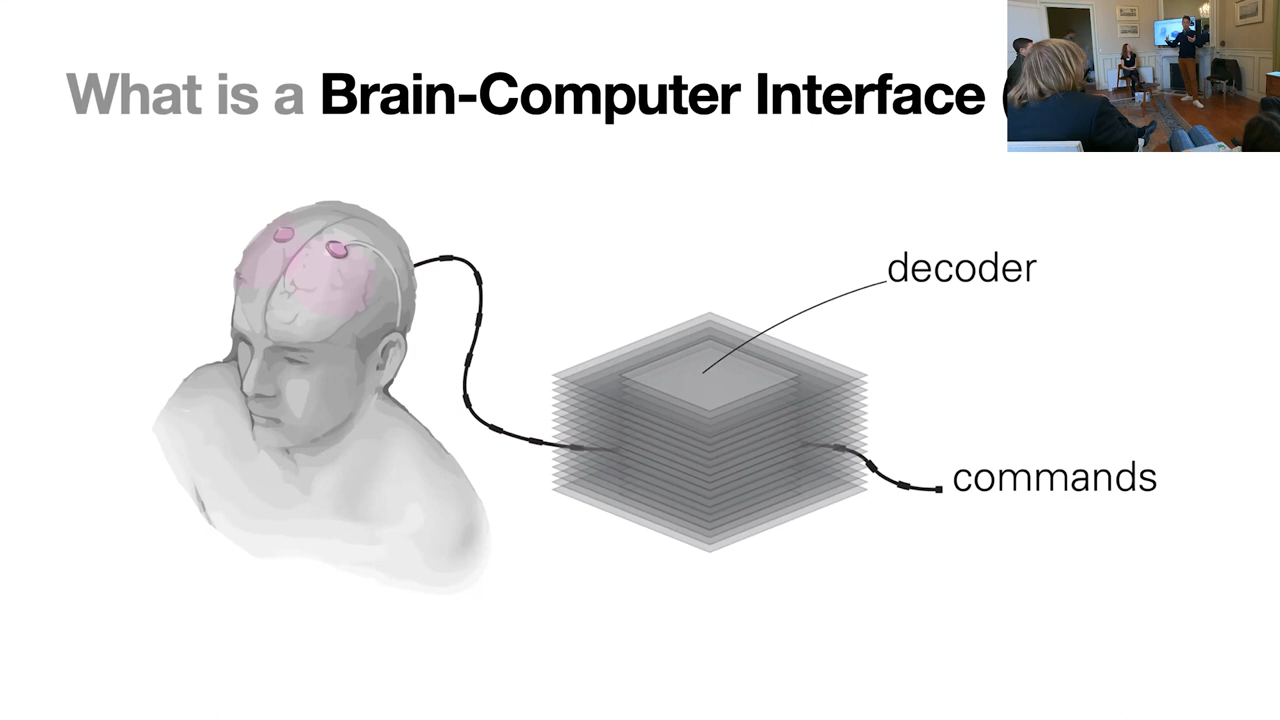 What is a Brain-Computer Interface (
decoder
commands